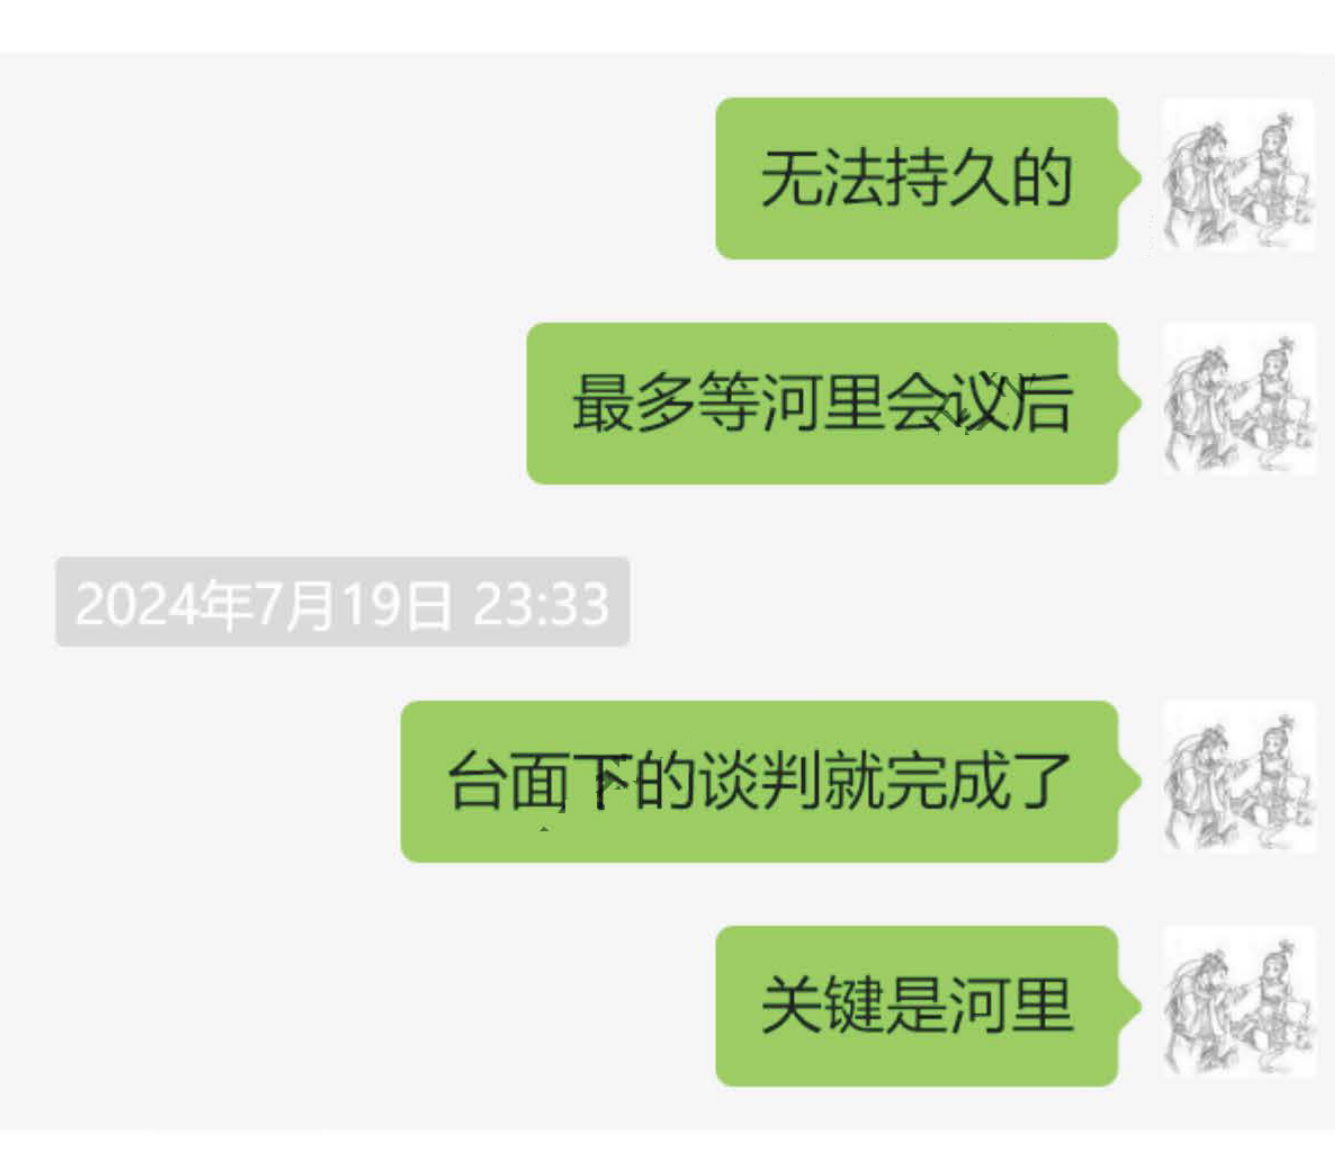 无法持久的
最多等河里会议后
2024年7月19日 23:33
台面下的谈判就完成了
关键是河里